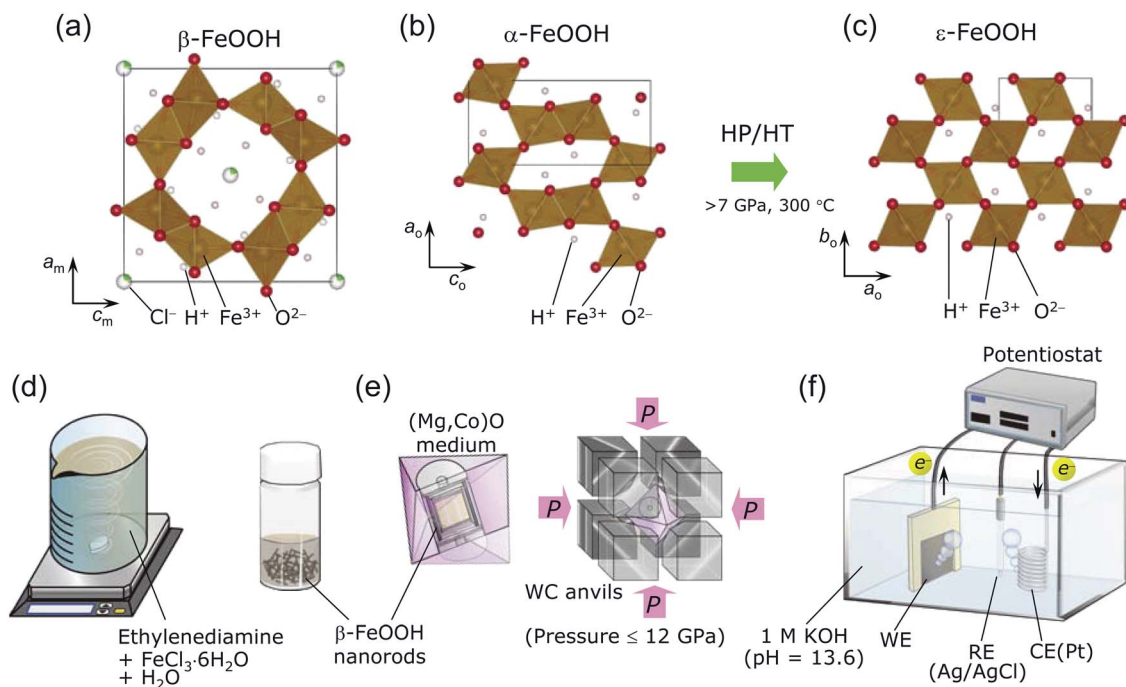 (a)
β-FeOOH
a_m
c_m
Cl⁻ H⁺ Fe³⁺ O²⁻
(b)
α-FeOOH
a_o
c_o
H⁺ Fe³⁺ O²⁻
HP/HT
>7 GPa, 300 °C
(c)
ε-FeOOH
b_o
a_o
H⁺ Fe³⁺ O²⁻
(d)
Ethylenediamine
+ FeCl₃·6H₂O
+ H₂O
β-FeOOH
nanorods
(e)
(Mg,Co)O
medium
P
P
P
P
WC anvils
(Pressure ≤ 12 GPa)
(f)
Potentiostat
e⁻
e⁻
1 M KOH
(pH = 13.6)
WE
RE
(Ag/AgCl)
CE(Pt)